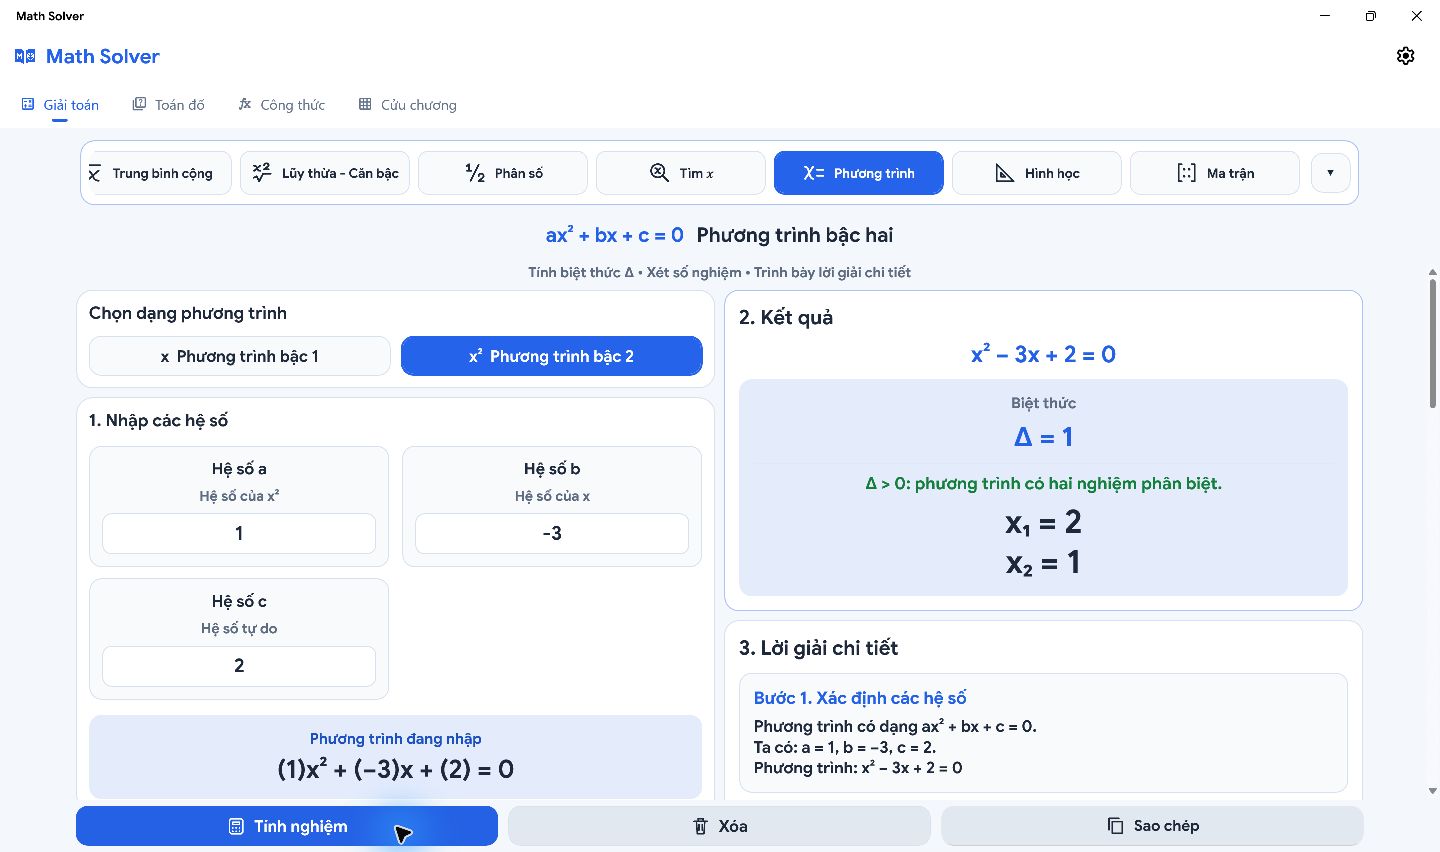 Math Solver
Math Solver
Giải toán
Toán đố
Công thức
Cửu chương
Trung bình cộng
Lũy thừa - Căn bậc
½ Phân số
Tìm x
X= Phương trình
Hình học
Ma trận
ax² + bx + c = 0 Phương trình bậc hai
Tính biệt thức Δ • Xét số nghiệm • Trình bày lời giải chi tiết
Chọn dạng phương trình
x Phương trình bậc 1
x² Phương trình bậc 2
1. Nhập các hệ số
Hệ số a
Hệ số của x²
1
Hệ số b
Hệ số của x
-3
Hệ số c
Hệ số tự do
2
Phương trình đang nhập
(1)x² + (−3)x + (2) = 0
2. Kết quả
x² − 3x + 2 = 0
Biệt thức
Δ = 1
Δ > 0: phương trình có hai nghiệm phân biệt.
x₁ = 2
x₂ = 1
3. Lời giải chi tiết
Bước 1. Xác định các hệ số
Phương trình có dạng ax² + bx + c = 0.
Ta có: a = 1, b = −3, c = 2.
Phương trình: x² − 3x + 2 = 0
Tính nghiệm
Xóa
Sao chép